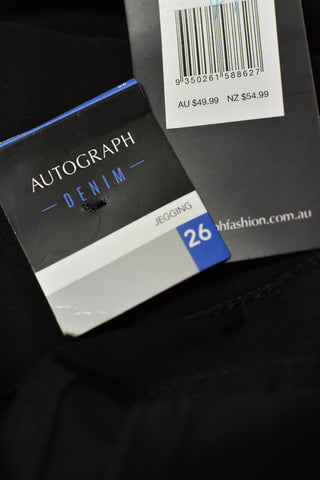 9 350261 588627
AU $49.99 NZ $54.99
AUTOGRAPH
— DENIM —
JEGGING
26
hfashion.com.au